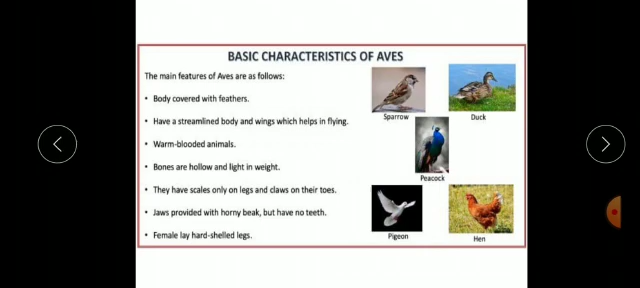 BASIC CHARACTERISTICS OF AVES
The main features of Aves are as follows:
• Body covered with feathers.
• Have a streamlined body and wings which helps in flying.
• Warm-blooded animals.
• Bones are hollow and light in weight.
• They have scales only on legs and claws on their toes.
• Jaws provided with horny beak, but have no teeth.
• Female lay hard-shelled legs.
Sparrow
Duck
Peacock
Pigeon
Hen